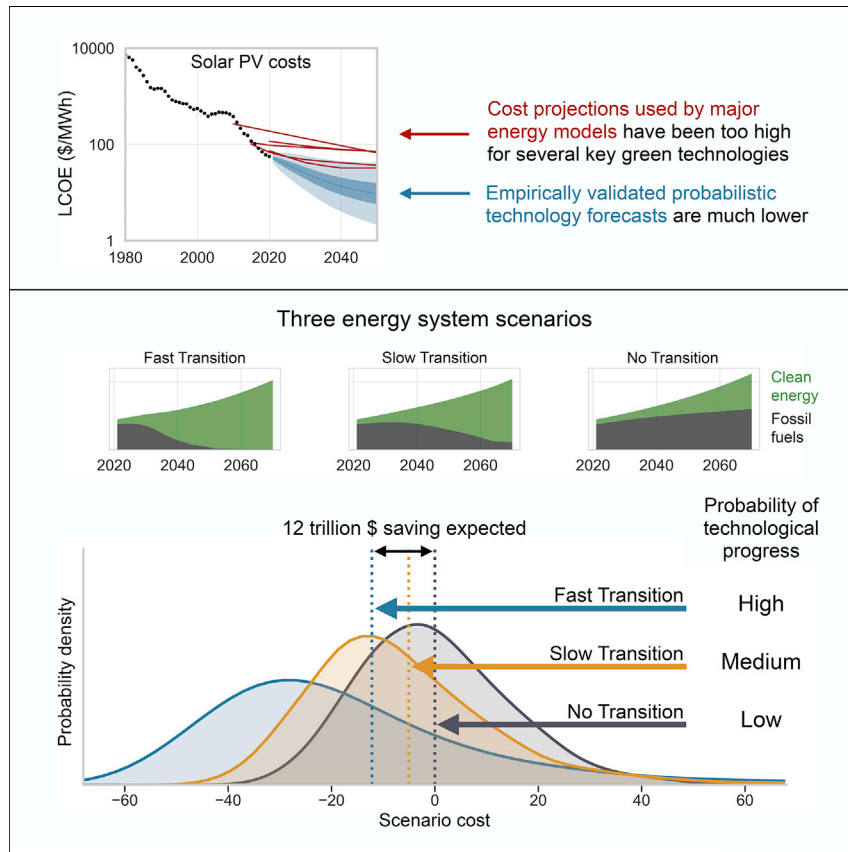 Solar PV costs
10000
100
1
LCOE ($/MWh)
1980
2000
2020
2040
Cost projections used by major
energy models have been too high
for several key green technologies
Empirically validated probabilistic
technology forecasts are much lower
Three energy system scenarios
Fast Transition
2020
2040
2060
Slow Transition
2020
2040
2060
No Transition
2020
2040
2060
Clean
energy
Fossil
fuels
12 trillion $ saving expected
Probability of
technological
progress
Fast Transition
High
Slow Transition
Medium
No Transition
Low
Probability density
−60
−40
−20
0
20
40
60
Scenario cost